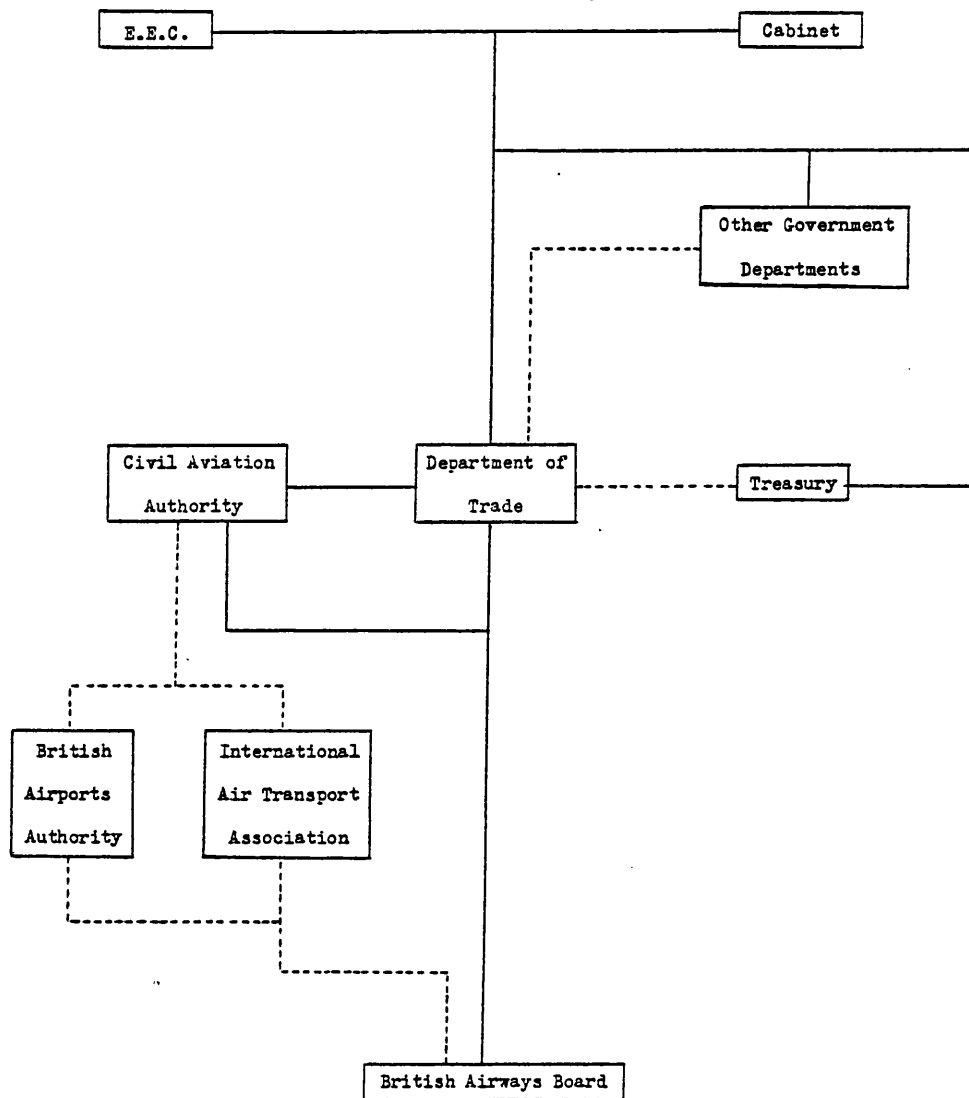 E.E.C.
Cabinet
Other Government
Departments
Civil Aviation
Authority
Department of
Trade
Treasury
British
Airports
Authority
International
Air Transport
Association
British Airways Board